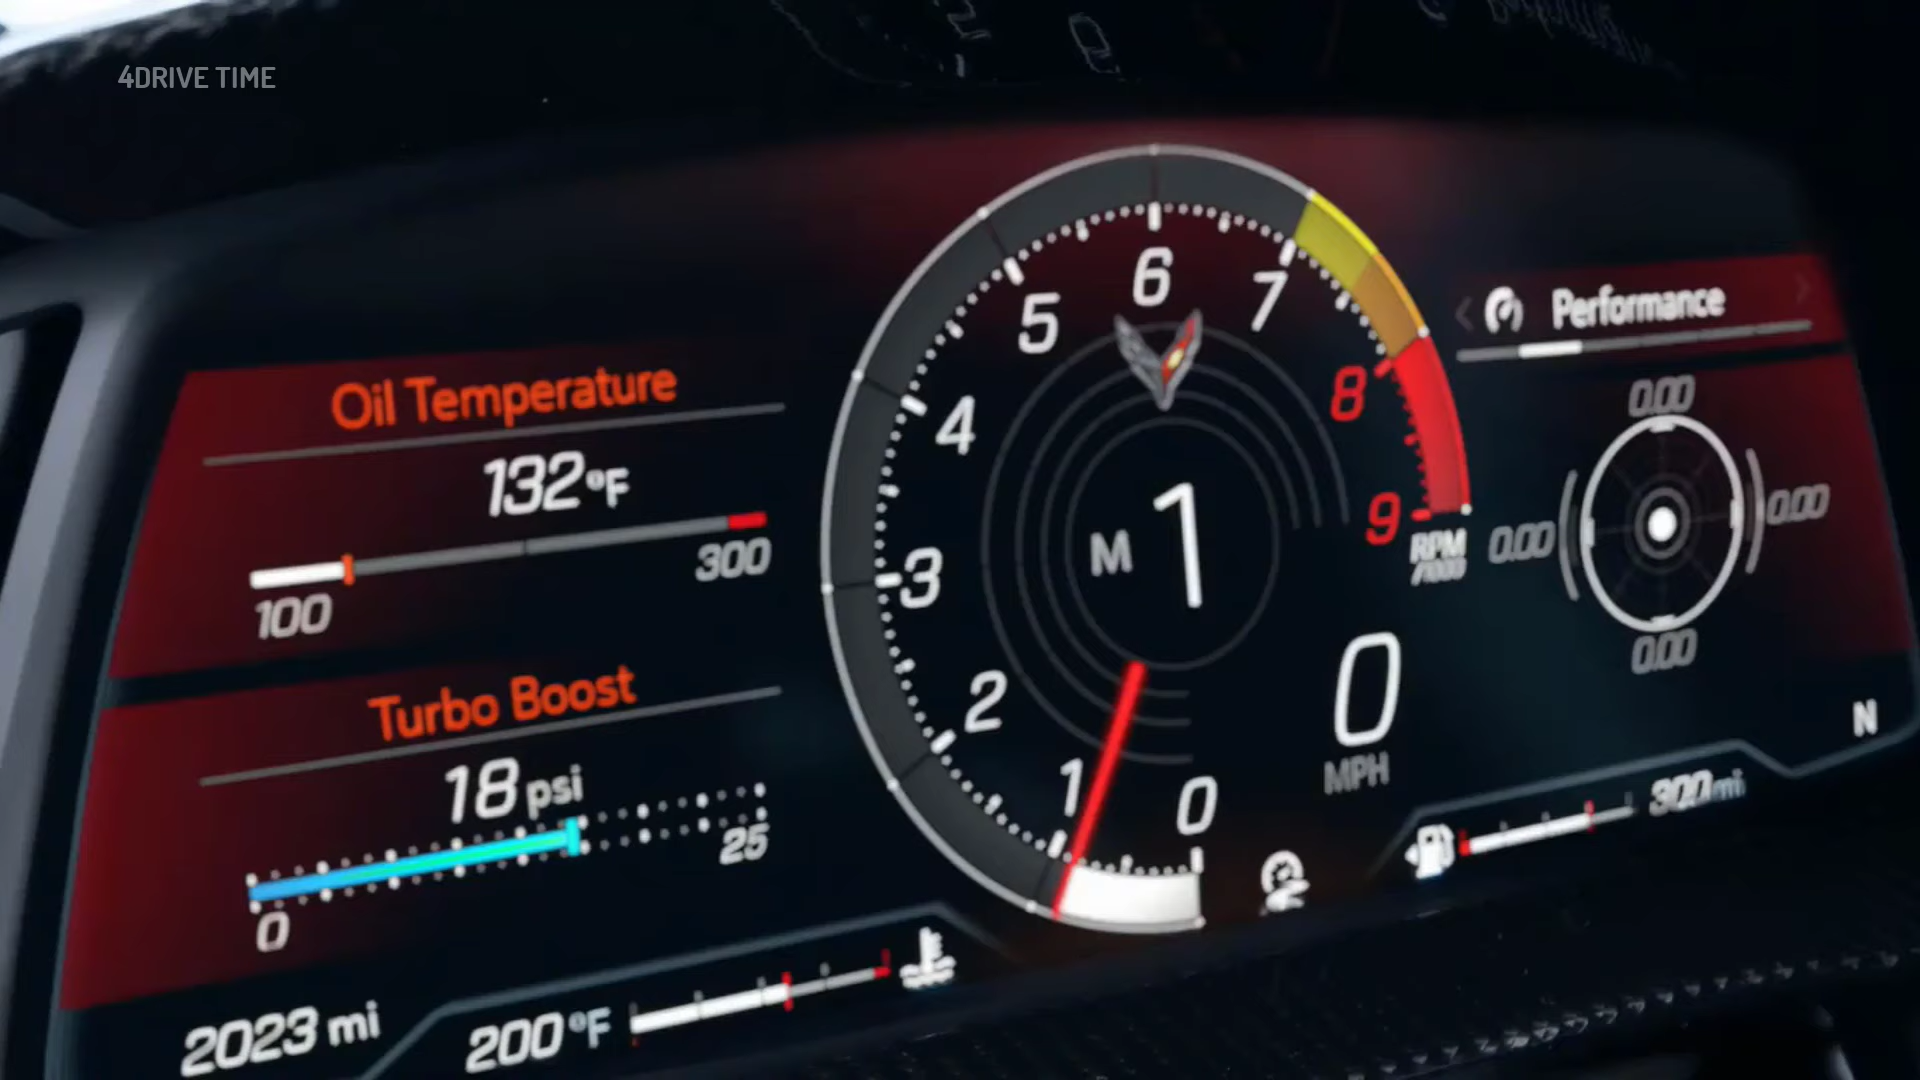 4DRIVE TIME
Oil Temperature
132°F
100
300
Turbo Boost
18 psi
0
25
2023 mi
200°F
0
1
2
3
4
5
6
7
8
9
RPM
/1000
M 1
0
MPH
Performance
0.00
0.00
0.00
0.00
N
300mi